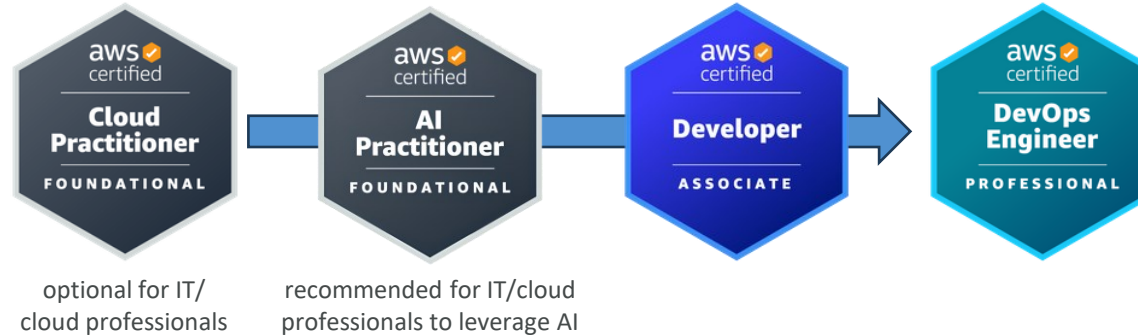 aws
certified
Cloud
Practitioner
FOUNDATIONAL
aws
certified
AI
Practitioner
FOUNDATIONAL
aws
certified
Developer
ASSOCIATE
aws
certified
DevOps
Engineer
PROFESSIONAL
optional for IT/
cloud professionals
recommended for IT/cloud
professionals to leverage AI